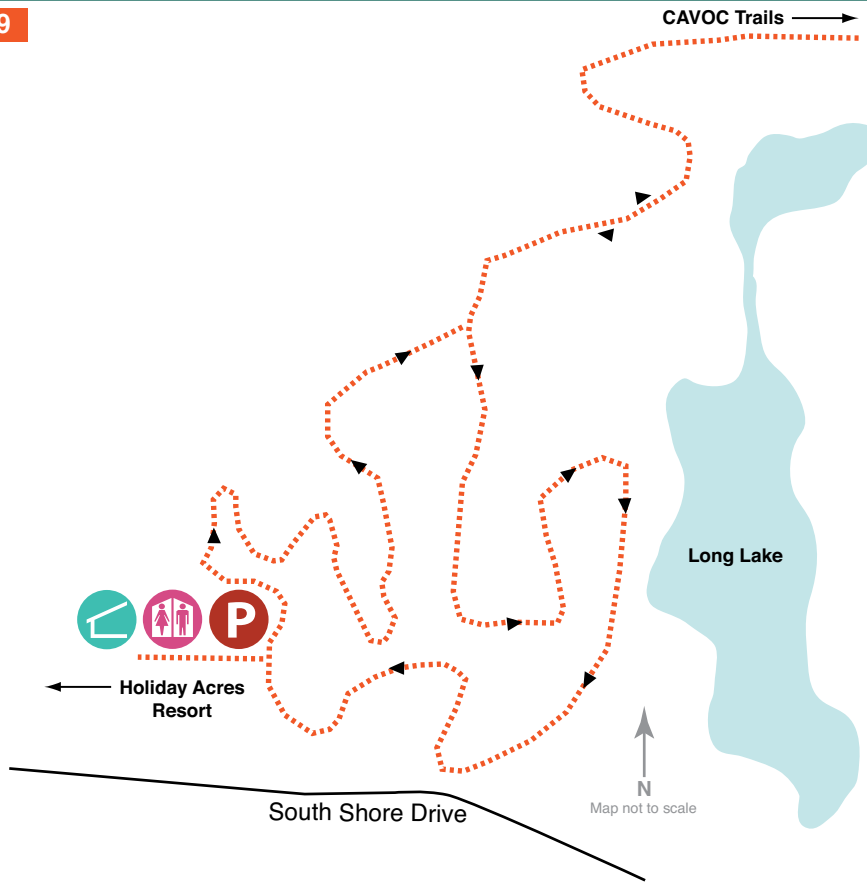 9
CAVOC Trails
Long Lake
P
Holiday Acres
Resort
N
Map not to scale
South Shore Drive